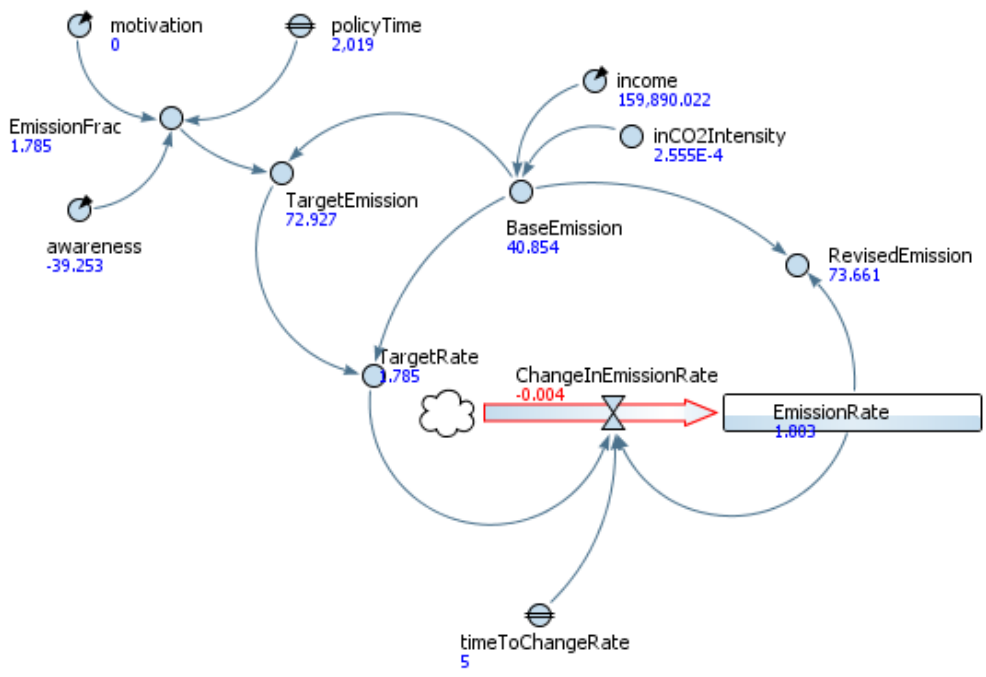 motivation
0
policyTime
2,019
income
159,890.022
EmissionFrac
1.785
inCO2Intensity
2.555E-4
TargetEmission
72.927
BaseEmission
40.854
awareness
-39.253
RevisedEmission
73.661
TargetRate
1.785
ChangeInEmissionRate
-0.004
EmissionRate
1.803
timeToChangeRate
5